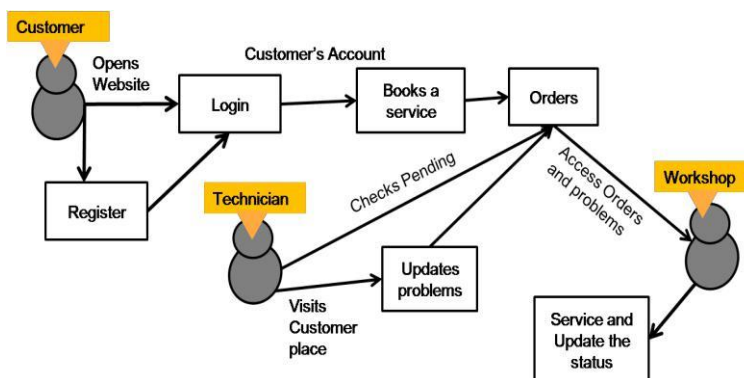 Customer
Opens
Website
Customer's Account
Login
Books a
service
Orders
Register
Technician
Checks Pending
Access Orders
and problems
Workshop
Updates
problems
Visits
Customer
place
Service and
Update the
status